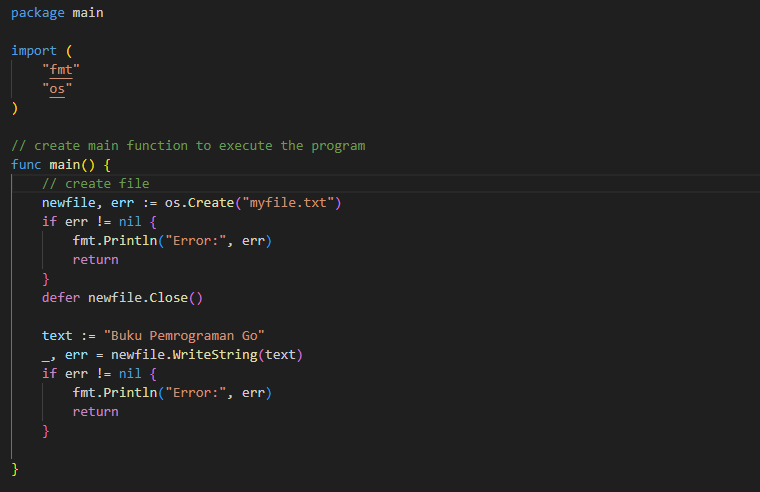 package main
import (
"fmt"
"os"
)
// create main function to execute the program
func main() {
// create file
newfile, err := os.Create("myfile.txt")
if err != nil {
fmt.Println("Error:", err)
return
}
defer newfile.Close()
text := "Buku Pemrograman Go"
_, err = newfile.WriteString(text)
if err != nil {
fmt.Println("Error:", err)
return
}
}